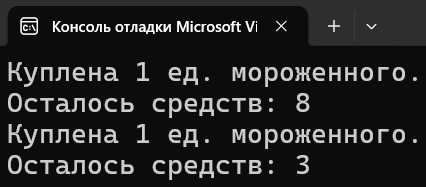 Консоль отладки Microsoft Vi
Куплена 1 ед. мороженного.
Осталось средств: 8
Куплена 1 ед. мороженного.
Осталось средств: 3